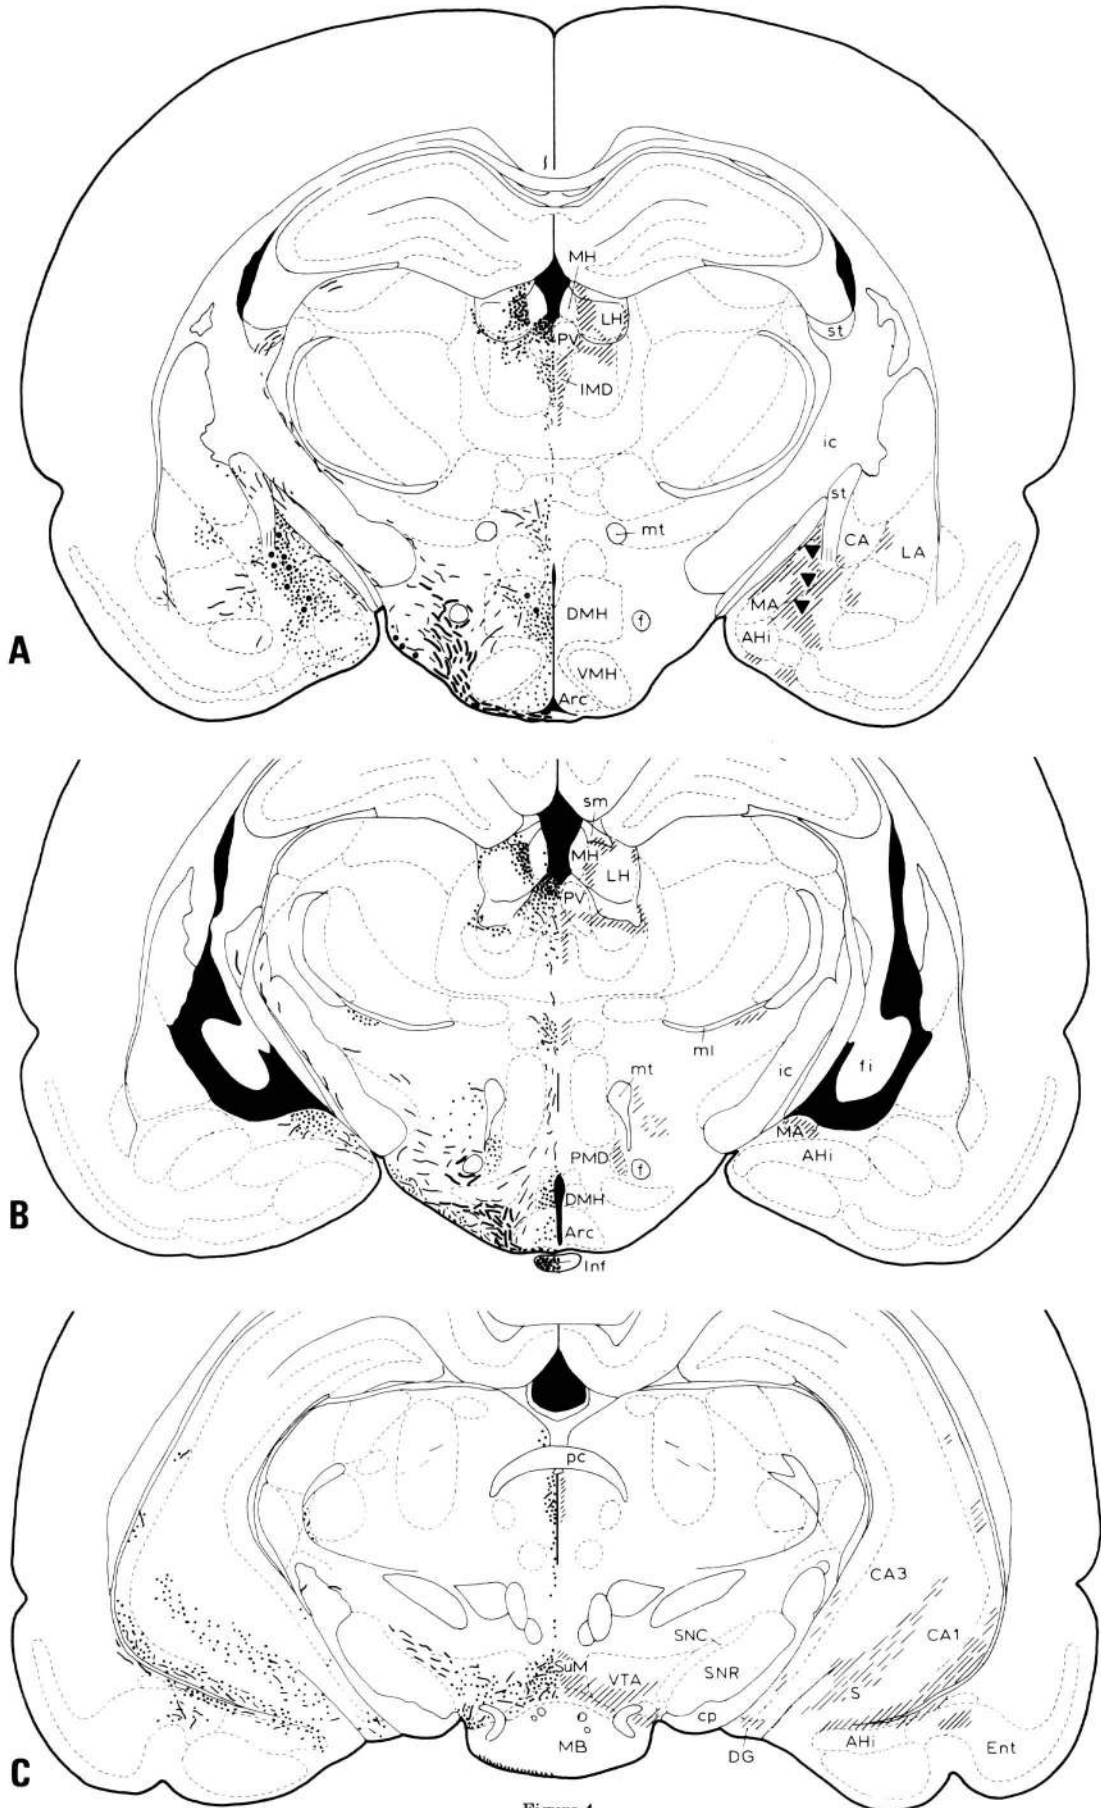 MH
LH
PV
st
IMD
ic
st
mt
CA
LA
DMH
MA
f
AHi
A
VMH
Arc
sm
MH
LH
PV
ml
mt
ic
fi
MA
PMD
f
AHi
DMH
B
Arc
Inf
pc
CA3
CA1
SNC
SuM
SNR
VTA
S
cp
MB
AHi
Ent
DG
C
Figure 4